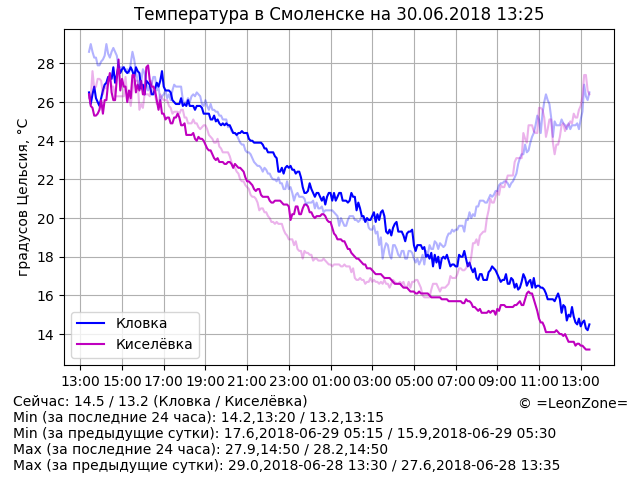 Температура в Смоленске на 30.06.2018 13:25
градусов Цельсия, °C
28
26
24
22
20
18
16
14
Кловка
Киселёвка
13:00 15:00 17:00 19:00 21:00 23:00 01:00 03:00 05:00 07:00 09:00 11:00 13:00
Сейчас: 14.5 / 13.2 (Кловка / Киселёвка)
© =LeonZone=
Min (за последние 24 часа): 14.2,13:20 / 13.2,13:15
Min (за предыдущие сутки): 17.6,2018-06-29 05:15 / 15.9,2018-06-29 05:30
Max (за последние 24 часа): 27.9,14:50 / 28.2,14:50
Max (за предыдущие сутки): 29.0,2018-06-28 13:30 / 27.6,2018-06-28 13:35